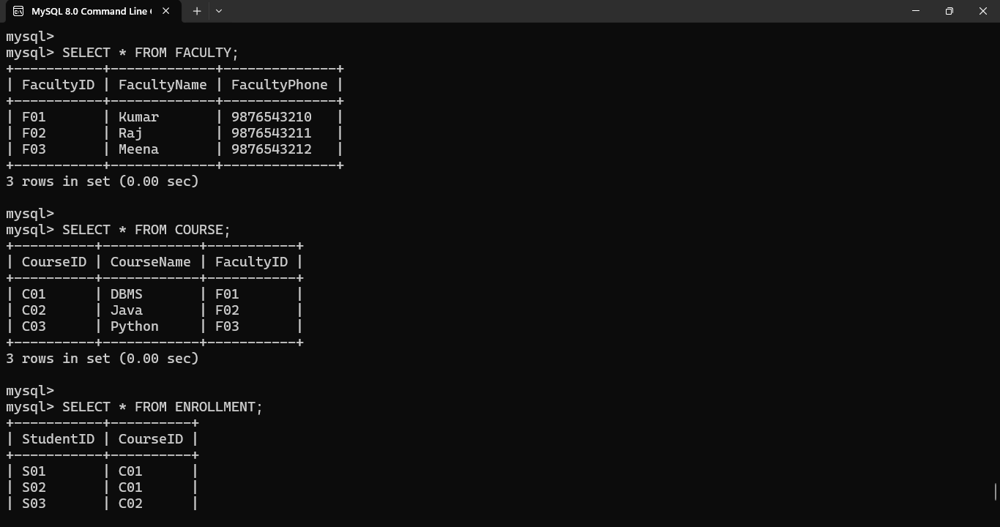 MySQL 8.0 Command Line
mysql>
mysql> SELECT * FROM FACULTY;
+-----------+-------------+--------------+
| FacultyID | FacultyName | FacultyPhone |
+-----------+-------------+--------------+
| F01       | Kumar       | 9876543210   |
| F02       | Raj         | 9876543211   |
| F03       | Meena       | 9876543212   |
+-----------+-------------+--------------+
3 rows in set (0.00 sec)
mysql>
mysql> SELECT * FROM COURSE;
+----------+------------+-----------+
| CourseID | CourseName | FacultyID |
+----------+------------+-----------+
| C01      | DBMS       | F01       |
| C02      | Java       | F02       |
| C03      | Python     | F03       |
+----------+------------+-----------+
3 rows in set (0.00 sec)
mysql>
mysql> SELECT * FROM ENROLLMENT;
+-----------+----------+
| StudentID | CourseID |
+-----------+----------+
| S01       | C01      |
| S02       | C01      |
| S03       | C02      |